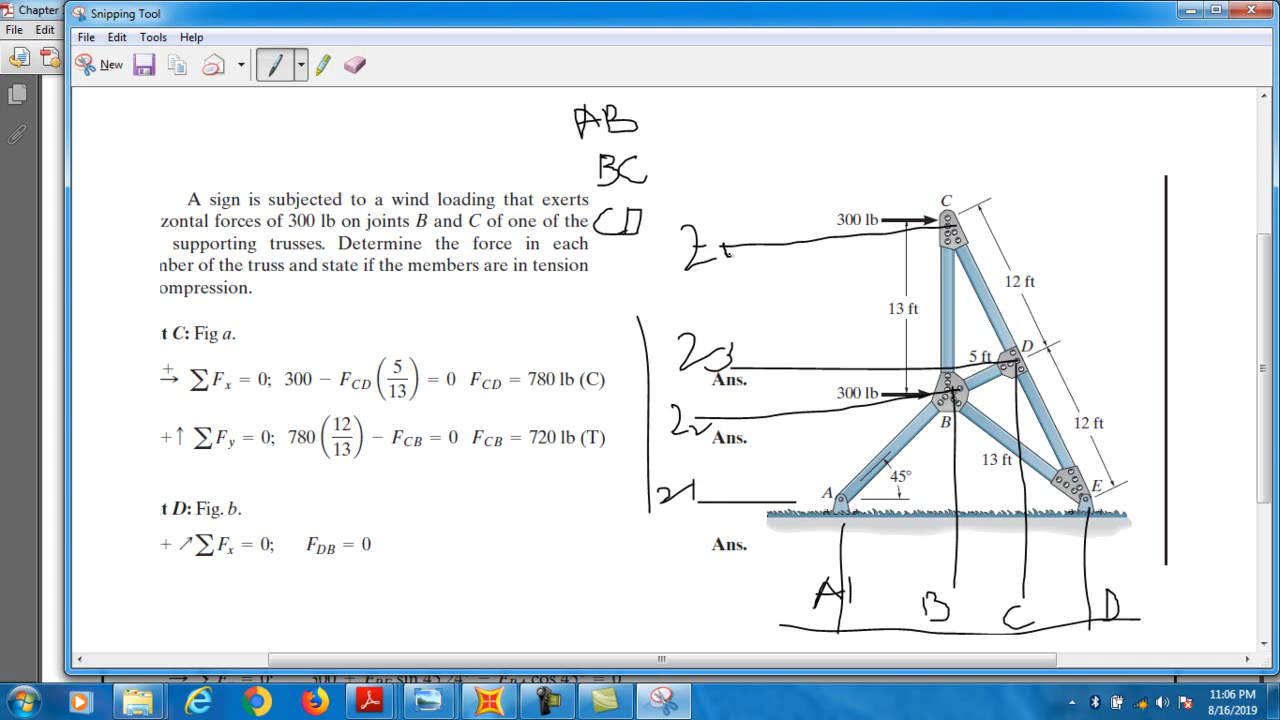 Chapter
Snipping Tool
File Edit
File Edit Tools Help
New
AB
BC
CD
A sign is subjected to a wind loading that exerts
zontal forces of 300 lb on joints B and C of one of the
supporting trusses. Determine the force in each
nber of the truss and state if the members are in tension
ompression.
t C: Fig a.
+→ ∑Fx = 0; 300 − FCD (5/13) = 0 FCD = 780 lb (C) Ans.
+↑ ∑Fy = 0; 780 (12/13) − FCB = 0 FCB = 720 lb (T) Ans.
t D: Fig. b.
+ ↗∑Fx = 0; FDB = 0 Ans.
C
300 lb
12 ft
13 ft
D
5 ft
300 lb
12 ft
B
13 ft
45°
A
E
A B C D
11:06 PM
8/16/2019